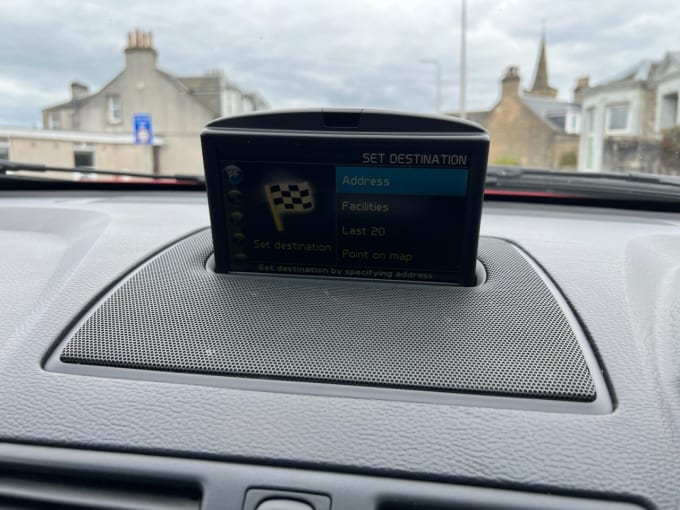 SET DESTINATION
Address
Facilities
Last 20
Set destination
Point on map
Set destination by specifying address